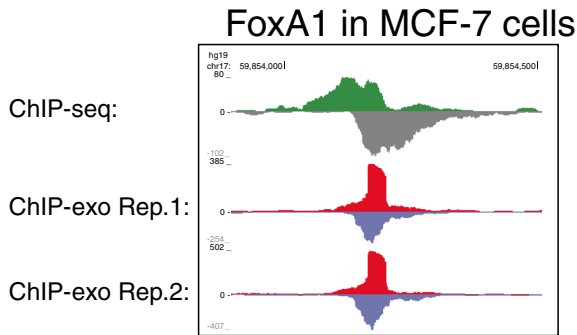 FoxA1 in MCF-7 cells
hg19
chr17: 59,854,000 59,854,500
80
ChIP-seq:
0
-102
385
ChIP-exo Rep.1:
0
-254
502
ChIP-exo Rep.2:
0
-407